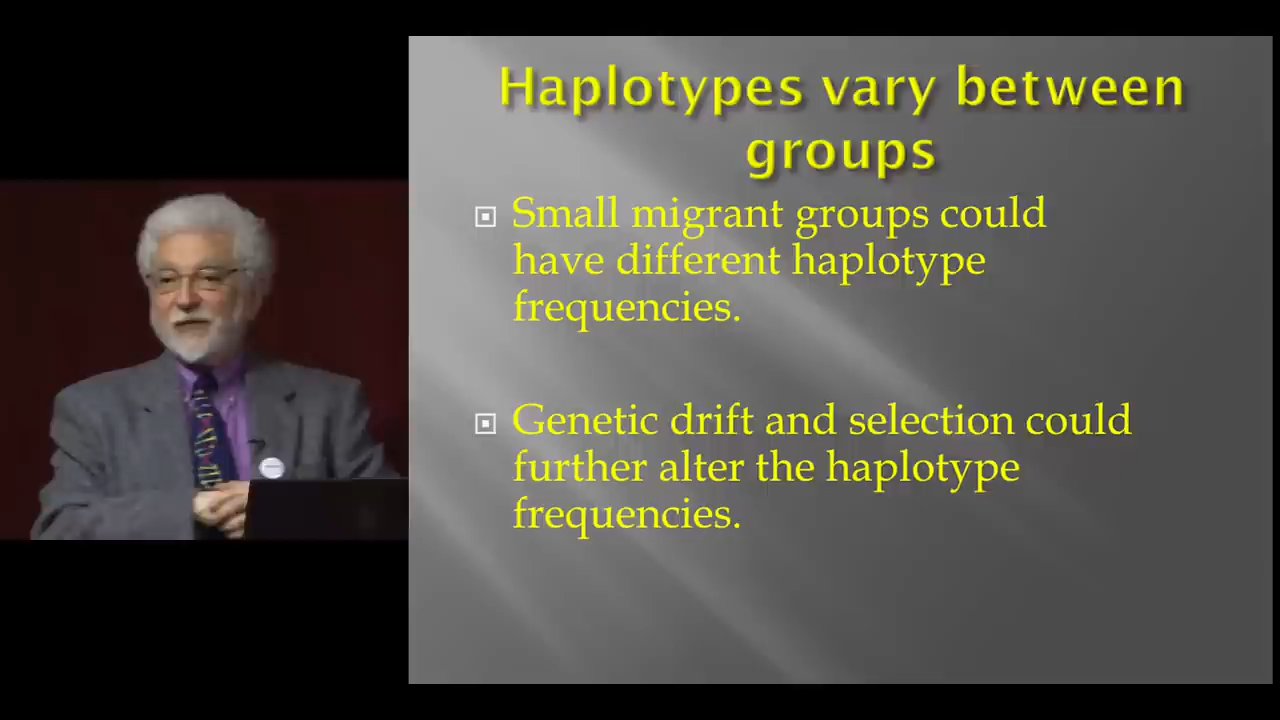 Haplotypes vary between
groups
Small migrant groups could
have different haplotype
frequencies.
Genetic drift and selection could
further alter the haplotype
frequencies.